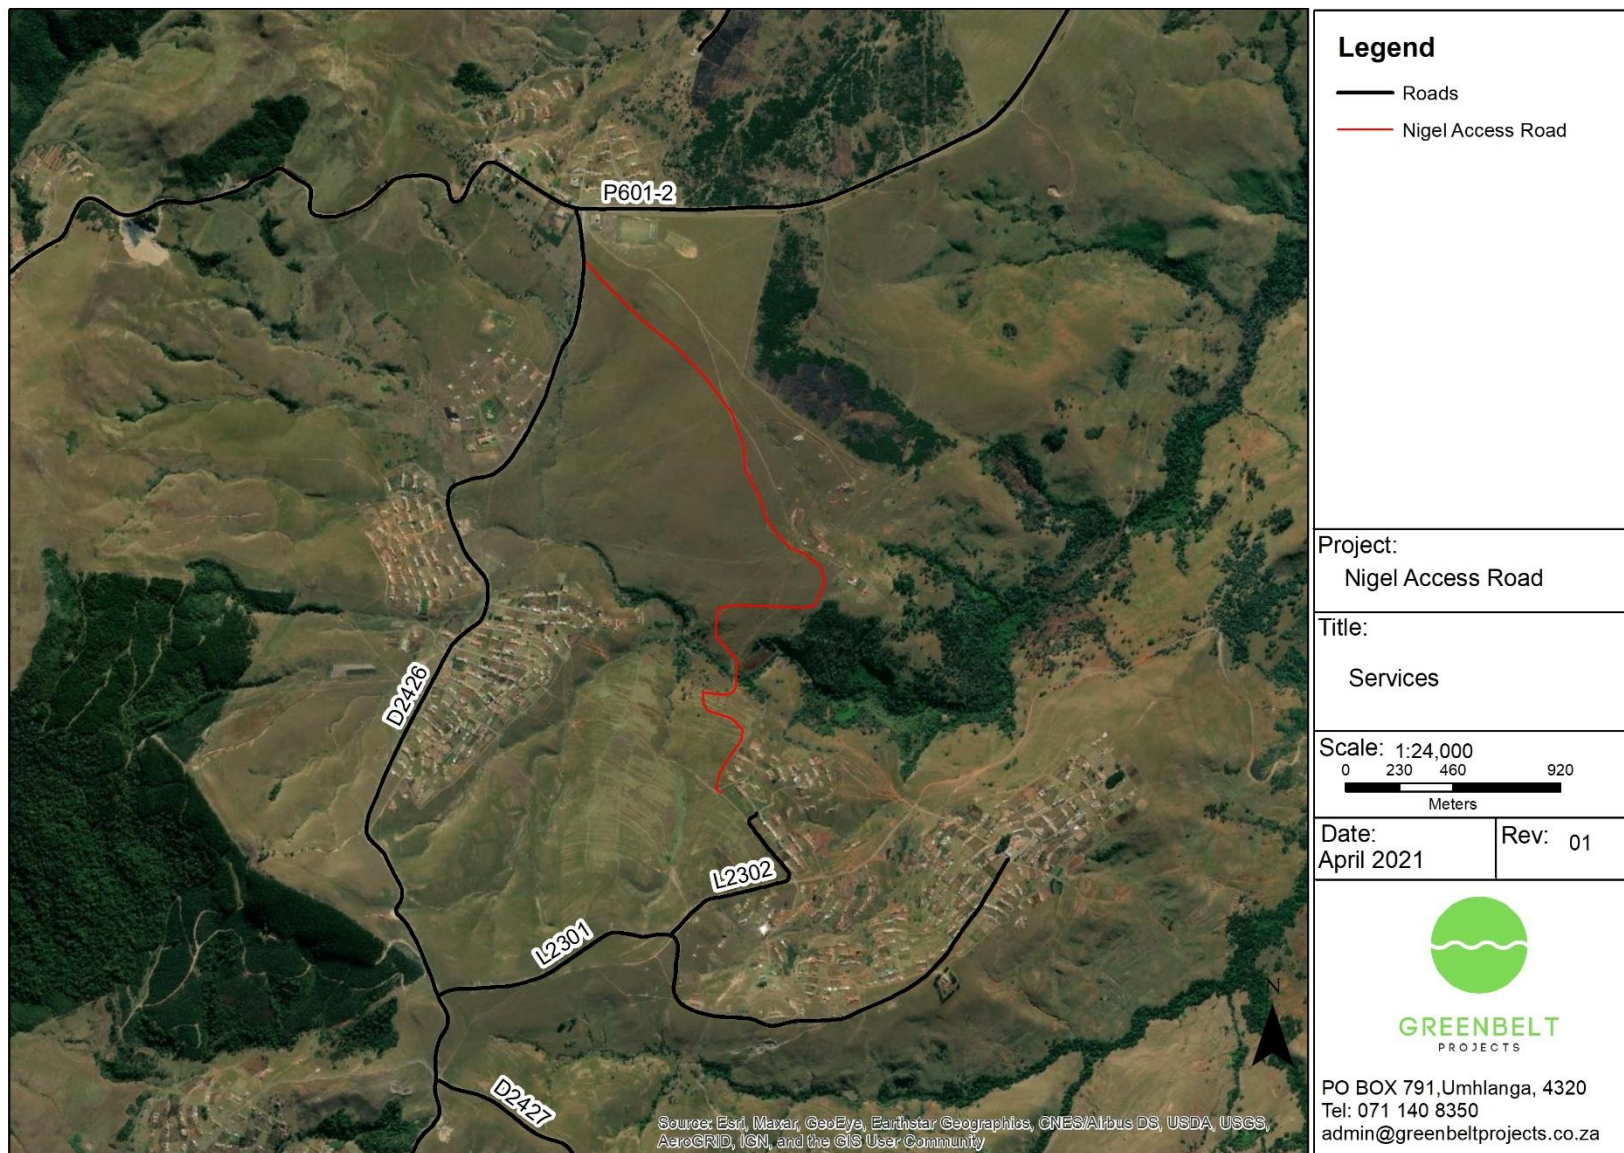 P601-2
D2426
L2302
L2301
D2427
N
Source: Esri, Maxar, GeoEye, Earthstar Geographics, CNES/Airbus DS, USDA, USGS,
AeroGRID, IGN, and the GIS User Community
Legend
Roads
Nigel Access Road
Project:
Nigel Access Road
Title:
Services
Scale: 1:24,000
0 230 460 920
Meters
Date:
April 2021
Rev: 01
GREENBELT
PROJECTS
PO BOX 791,Umhlanga, 4320
Tel: 071 140 8350
admin@greenbeltprojects.co.za